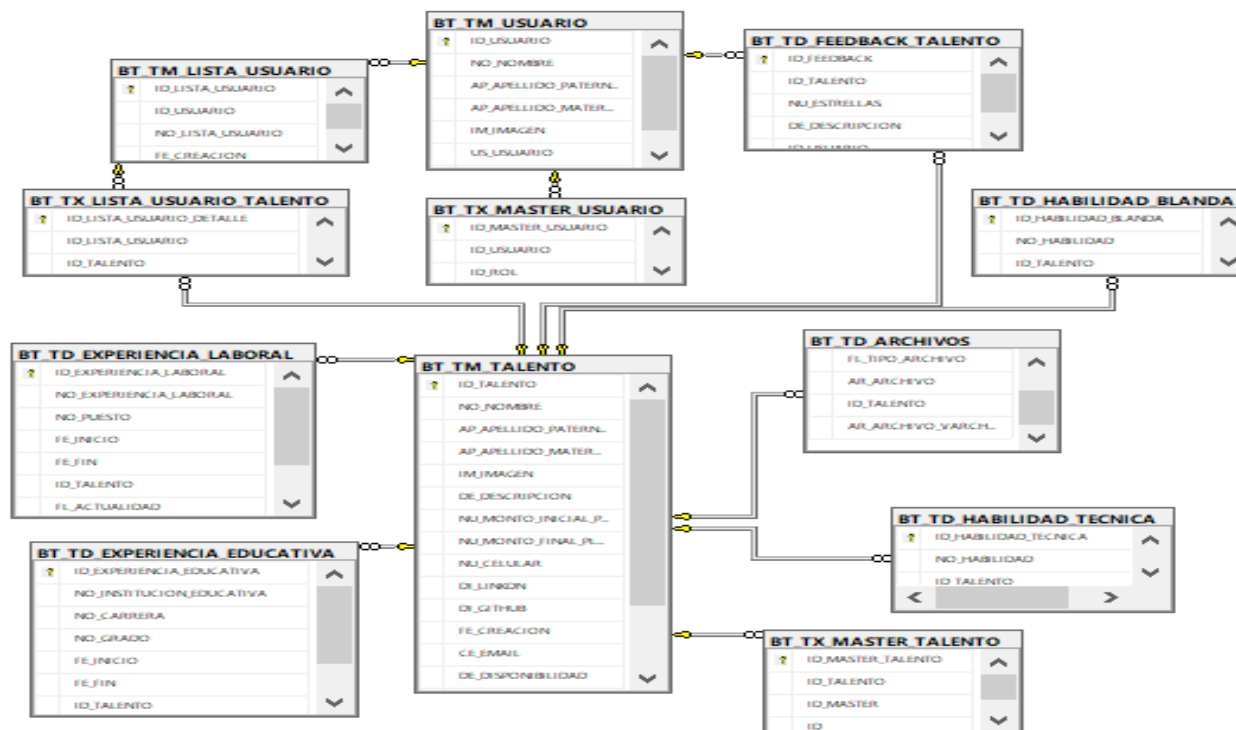 BT_TM_USUARIO
ID_USUARIO
NO_NOMBRE
AP_APELLIDO_PATERN...
AP_APELLIDO_MATER...
IM_IMAGEN
US_USUARIO
BT_TD_FEEDBACK_TALENTO
ID_FEEDBACK
ID_TALENTO
NU_ESTRELLAS
DE_DESCRIPCION
ID_USUARIO
BT_TM_LISTA_USUARIO
ID_LISTA_USUARIO
ID_USUARIO
NO_LISTA_USUARIO
FE_CREACION
BT_TX_LISTA_USUARIO_TALENTO
ID_LISTA_USUARIO_DETALLE
ID_LISTA_USUARIO
ID_TALENTO
BT_TX_MASTER_USUARIO
ID_MASTER_USUARIO
ID_USUARIO
ID_ROL
BT_TD_HABILIDAD_BLANDA
ID_HABILIDAD_BLANDA
NO_HABILIDAD
ID_TALENTO
BT_TD_EXPERIENCIA_LABORAL
ID_EXPERIENCIA_LABORAL
NO_EXPERIENCIA_LABORAL
NO_PUESTO
FE_INICIO
FE_FIN
ID_TALENTO
FL_ACTUALIDAD
BT_TM_TALENTO
ID_TALENTO
NO_NOMBRE
AP_APELLIDO_PATERN...
AP_APELLIDO_MATER...
IM_IMAGEN
DE_DESCRIPCION
NU_MONTO_INICIAL_P...
NU_MONTO_FINAL_PL...
NU_CELULAR
DI_LINKDN
DI_GITHUB
FE_CREACION
CE_EMAIL
DE_DISPONIBILIDAD
BT_TD_ARCHIVOS
FL_TIPO_ARCHIVO
AR_ARCHIVO
ID_TALENTO
AR_ARCHIVO_VARCH...
BT_TD_EXPERIENCIA_EDUCATIVA
ID_EXPERIENCIA_EDUCATIVA
NO_INSTITUCION_EDUCATIVA
NO_CARRERA
NO_GRADO
FE_INICIO
FE_FIN
ID_TALENTO
BT_TD_HABILIDAD_TECNICA
ID_HABILIDAD_TECNICA
NO_HABILIDAD
ID_TALENTO
BT_TX_MASTER_TALENTO
ID_MASTER_TALENTO
ID_TALENTO
ID_MASTER
ID